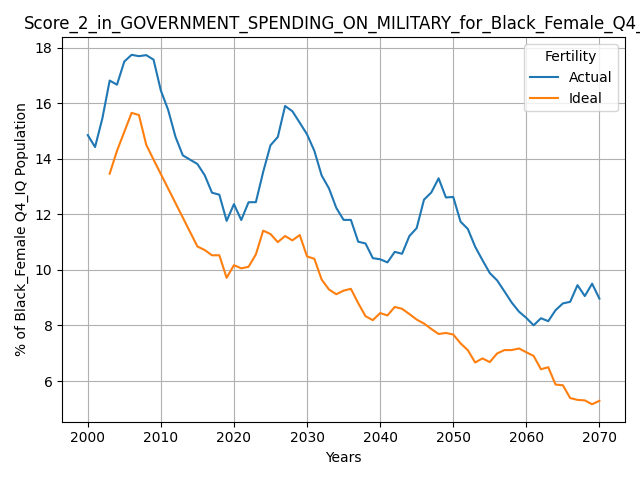 Score_2_in_GOVERNMENT_SPENDING_ON_MILITARY_for_Black_Female_Q4_
Fertility
Actual
Ideal
% of Black_Female Q4_IQ Population
18
16
14
12
10
8
6
2000 2010 2020 2030 2040 2050 2060 2070
Years